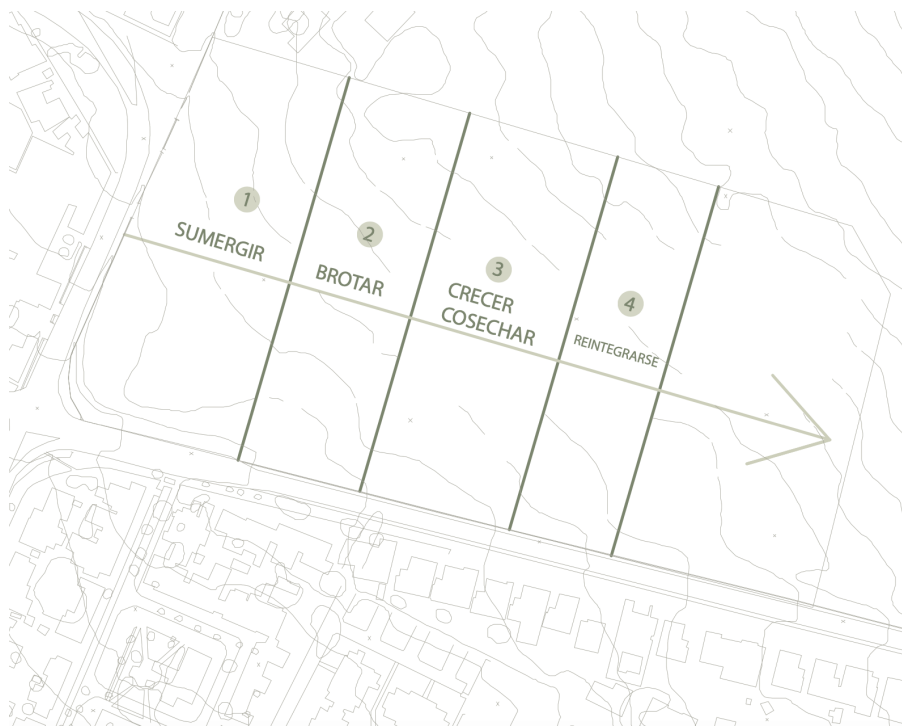 1
SUMERGIR
2
BROTAR
3
CRECER
COSECHAR
4
REINTEGRARSE